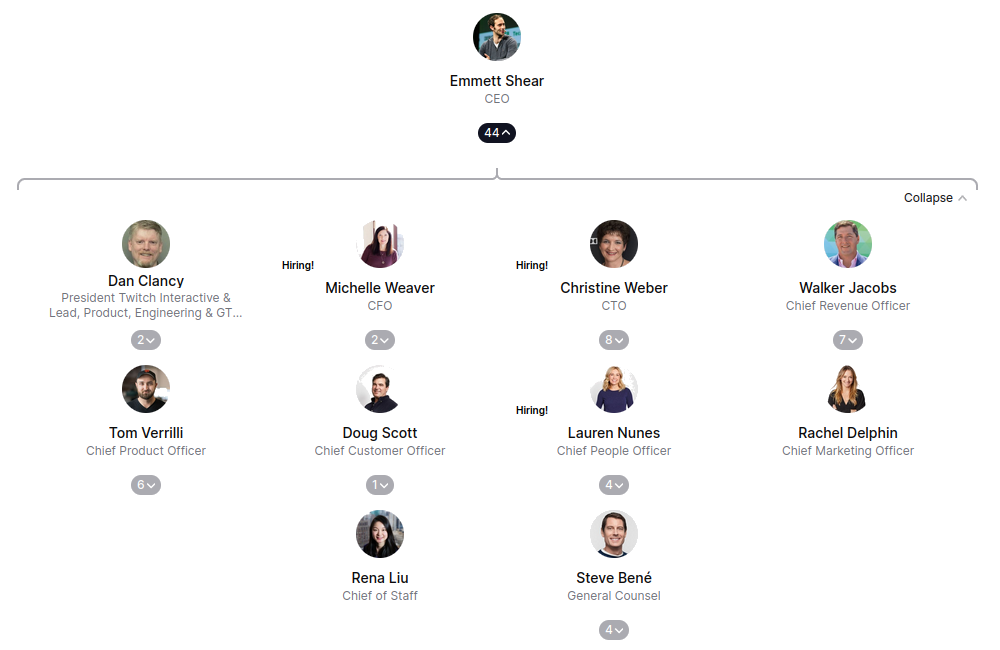 Emmett Shear
CEO
44
Collapse
Dan Clancy
President Twitch Interactive &
Lead, Product, Engineering & GT...
2
Hiring!
Michelle Weaver
CFO
2
Hiring!
Christine Weber
CTO
8
Walker Jacobs
Chief Revenue Officer
7
Tom Verrilli
Chief Product Officer
6
Doug Scott
Chief Customer Officer
1
Hiring!
Lauren Nunes
Chief People Officer
4
Rachel Delphin
Chief Marketing Officer
Rena Liu
Chief of Staff
Steve Bené
General Counsel
4